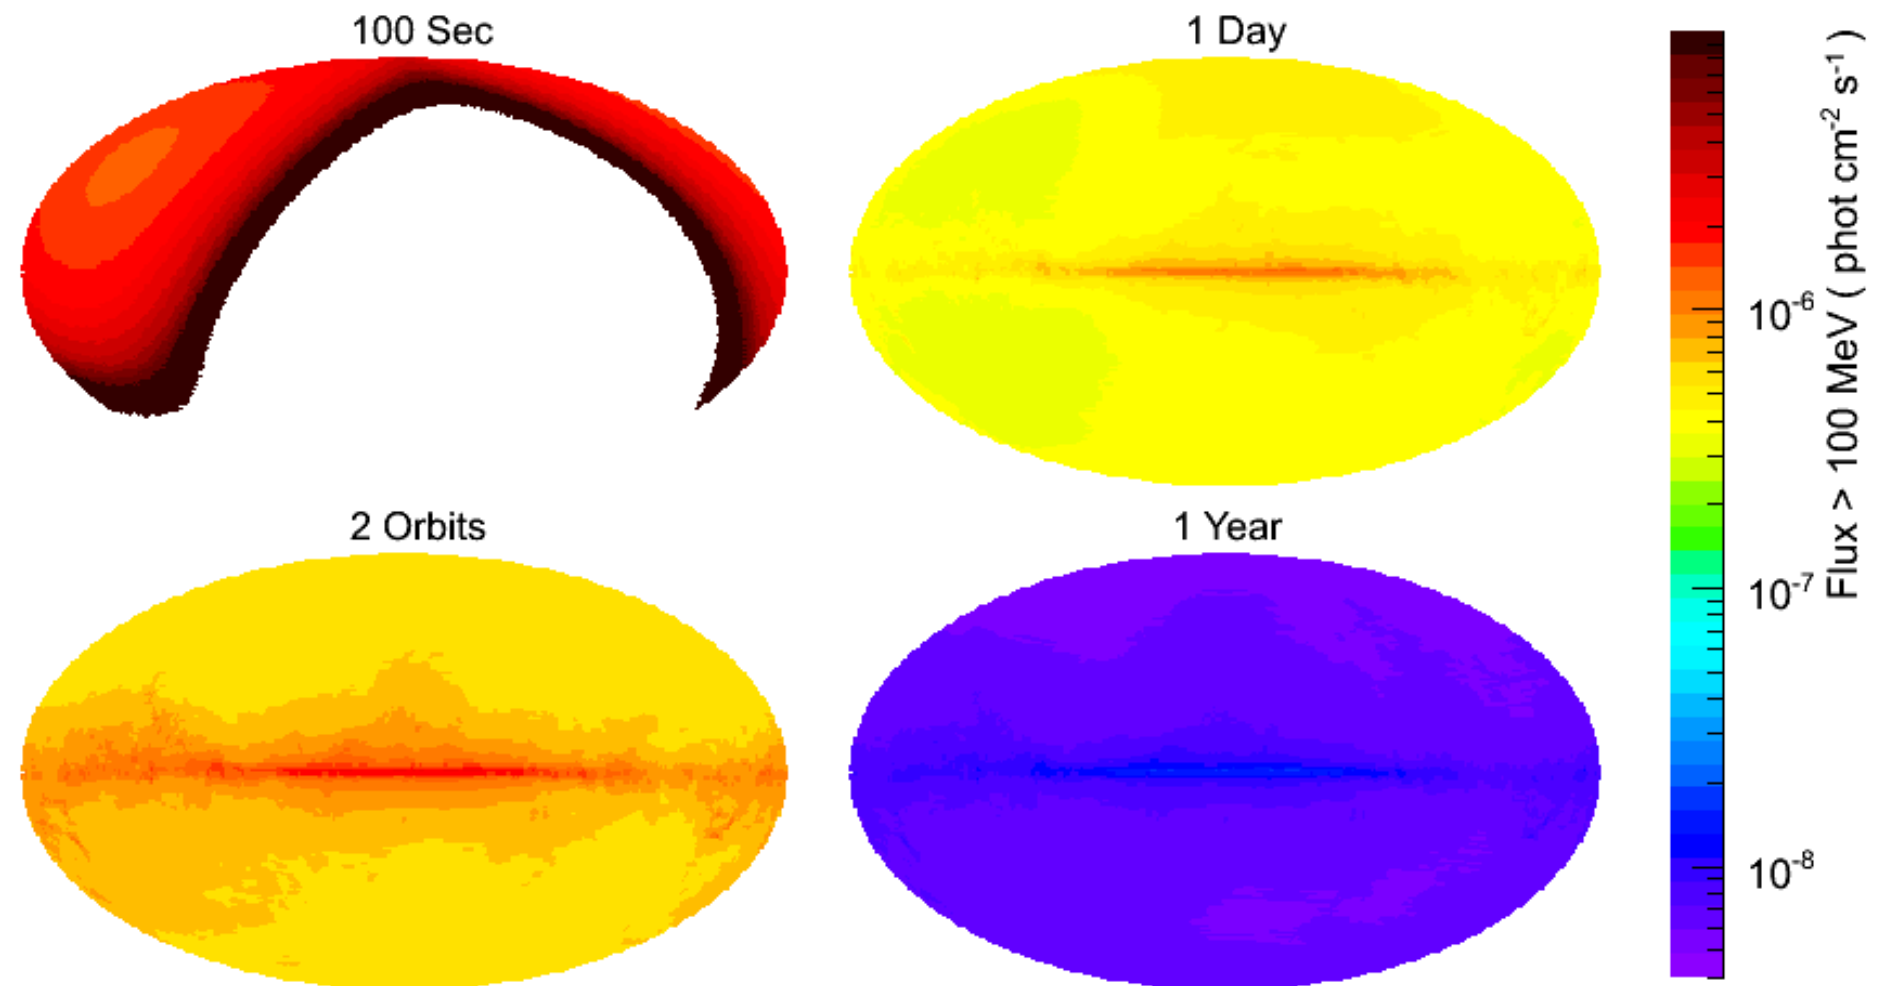 100 Sec
1 Day
2 Orbits
1 Year
10⁻⁶
10⁻⁷
10⁻⁸
Flux > 100 MeV ( phot cm⁻² s⁻¹ )